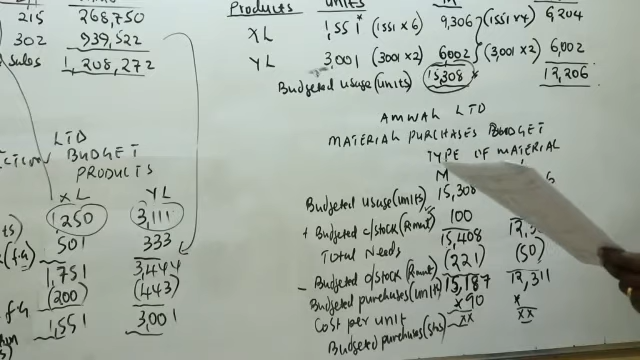 215 268,750
302 939,522
sales 1,208,272
LTD
BUDGET
PRODUCTS
XL YL
1,250 3,111
501 333
1,751 3,444
f.G (200) (443)
1,551 3,001
Products units
XL 1,551* (1551 x 6) 9,306 (1551 x 4) 6,204
YL 3,001 (3001 x 2) 6,002 (3,001 x 2) 6,002
Budgeted usage (units) 15,308 12,206
AMWAK LTD
MATERIAL PURCHASES BUDGET
TYPE OF MATERIAL
M
Budgeted usage (units) 15,308
+ Budgeted c/stock (Rmat) 100
Total Needs 15,408
- Budgeted o/stock (Rmat) (221) (50)
Budgeted purchases (units) 15,187 12,311
Cost per unit x 90 x
Budgeted purchases (shs) xx xx